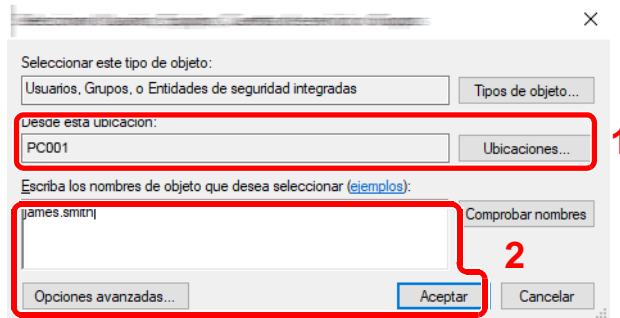 Seleccionar este tipo de objeto:
Usuarios, Grupos, o Entidades de seguridad integradas
Tipos de objeto...
Desde esta ubicación:
1
PC001
Ubicaciones...
Escriba los nombres de objeto que desea seleccionar (ejemplos):
james.smith
Comprobar nombres
2
Opciones avanzadas...
Aceptar
Cancelar